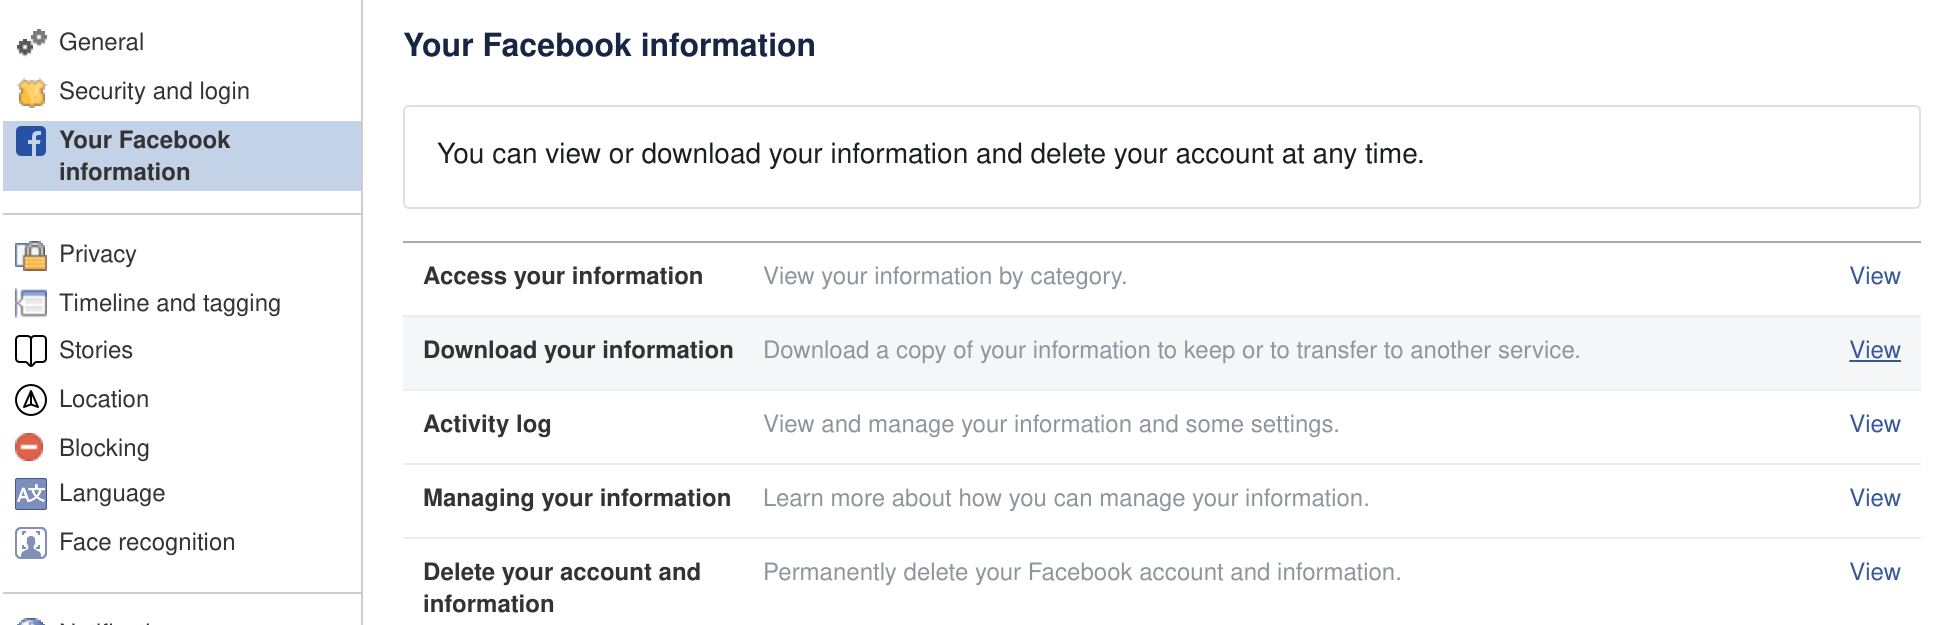 General
Security and login
Your Facebook
information
Privacy
Timeline and tagging
Stories
Location
Blocking
Language
Face recognition
Your Facebook information
You can view or download your information and delete your account at any time.
Access your information View your information by category. View
Download your information Download a copy of your information to keep or to transfer to another service. View
Activity log View and manage your information and some settings. View
Managing your information Learn more about how you can manage your information. View
Delete your account and Permanently delete your Facebook account and information. View
information